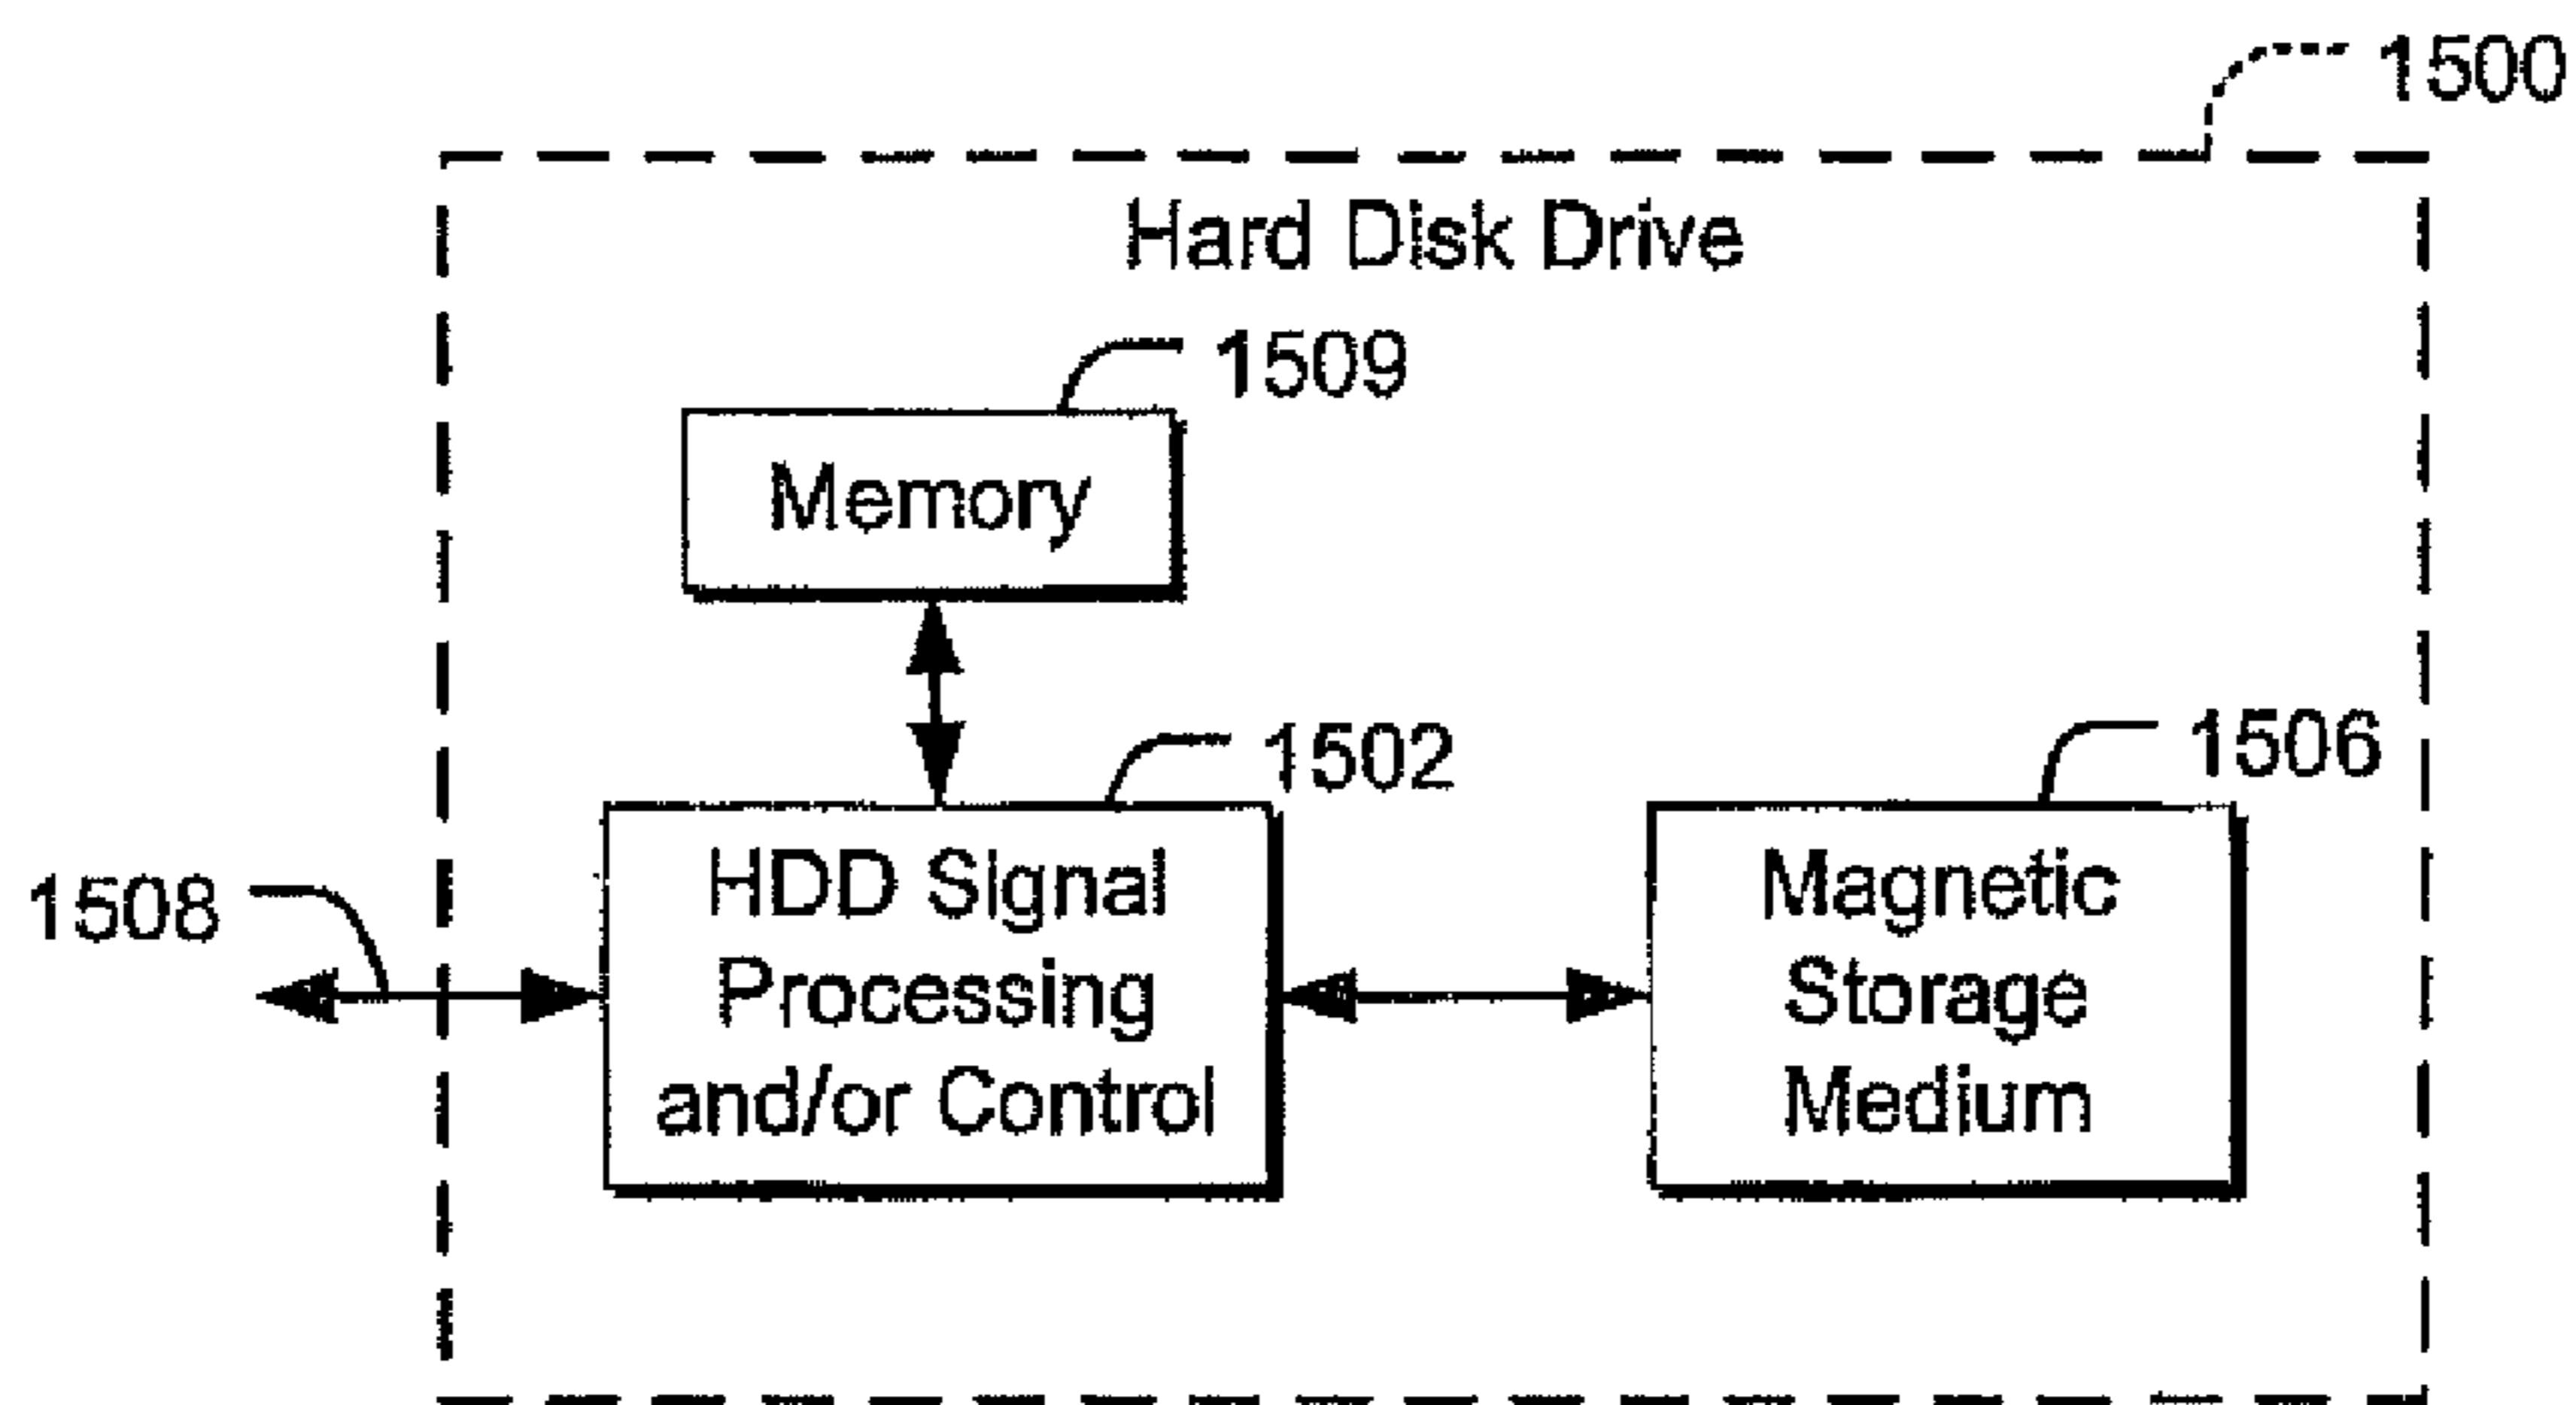 1500
Hard Disk Drive
1509
Memory
1502
1506
1508
HDD Signal
Processing
and/or Control
Magnetic
Storage
Medium